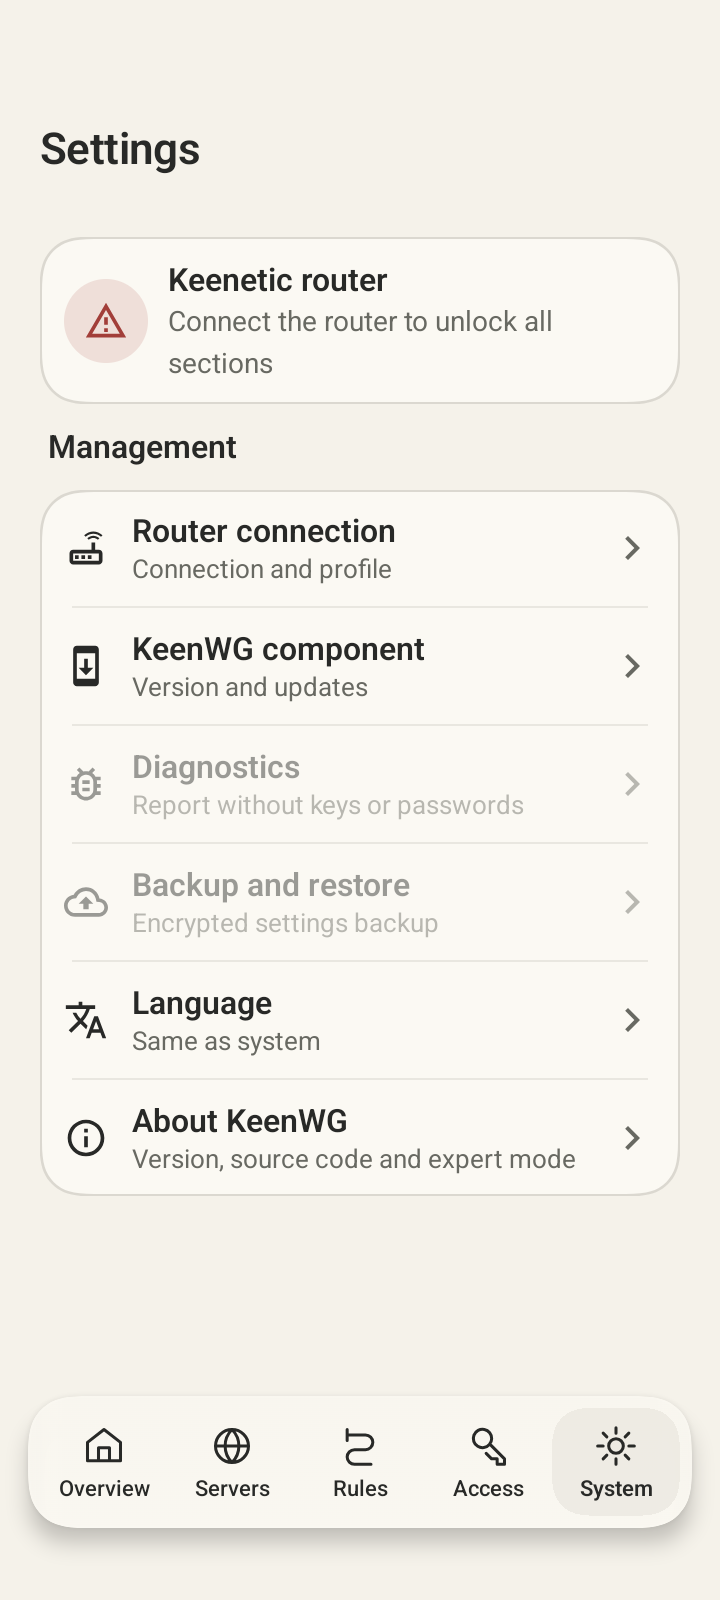 Settings
Keenetic router
Connect the router to unlock all
sections
Management
Router connection
Connection and profile
KeenWG component
Version and updates
Diagnostics
Report without keys or passwords
Backup and restore
Encrypted settings backup
Language
Same as system
About KeenWG
Version, source code and expert mode
Overview
Servers
Rules
Access
System